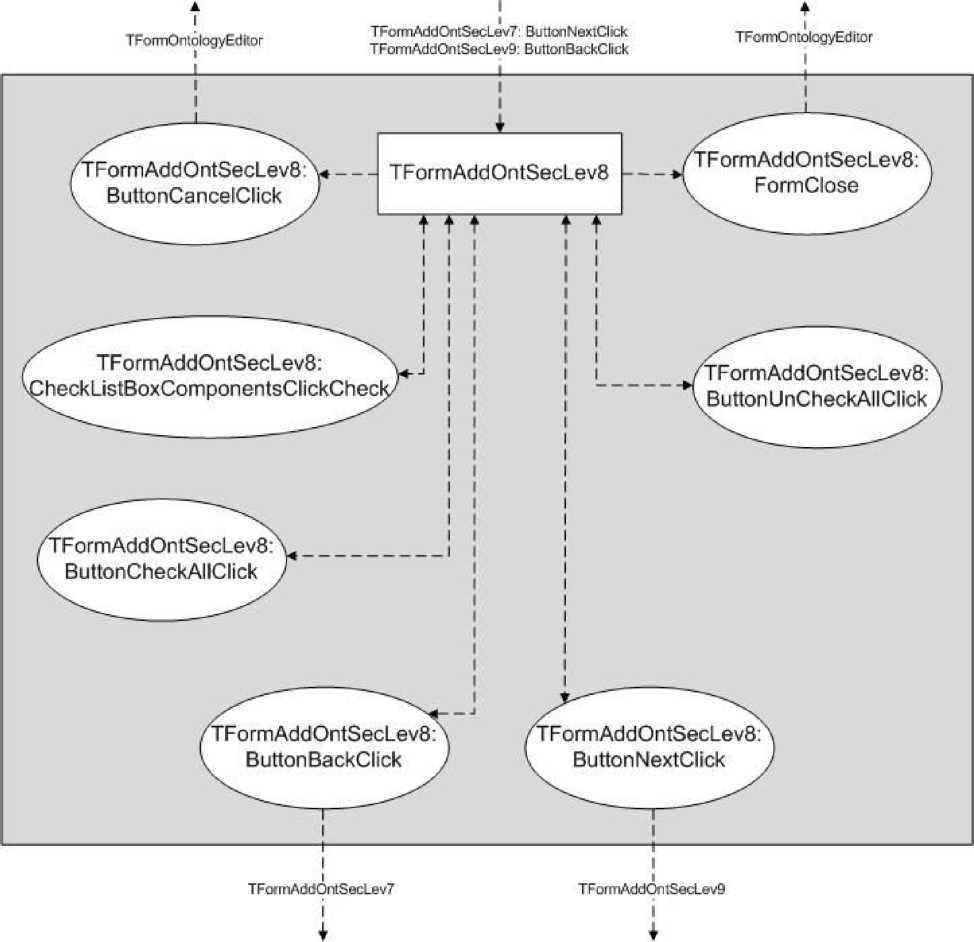 TFormOntologyEditor
TFormAddOntSecLev7: ButtonNextClick
TFormAddOntSecLev9: ButtonBackClick
TFormOntologyEditor
TFormAddOntSecLev8:
ButtonCancelClick
TFormAddOntSecLev8
TFormAddOntSecLev8:
FormClose
TFormAddOntSecLev8:
CheckListBoxComponentsClickCheck
TFormAddOntSecLev8:
ButtonUnCheckAllClick
TFormAddOntSecLev8:
ButtonCheckAllClick
TFormAddOntSecLev8:
ButtonBackClick
TFormAddOntSecLev8:
ButtonNextClick
TFormAddOntSecLev7
TFormAddOntSecLev9